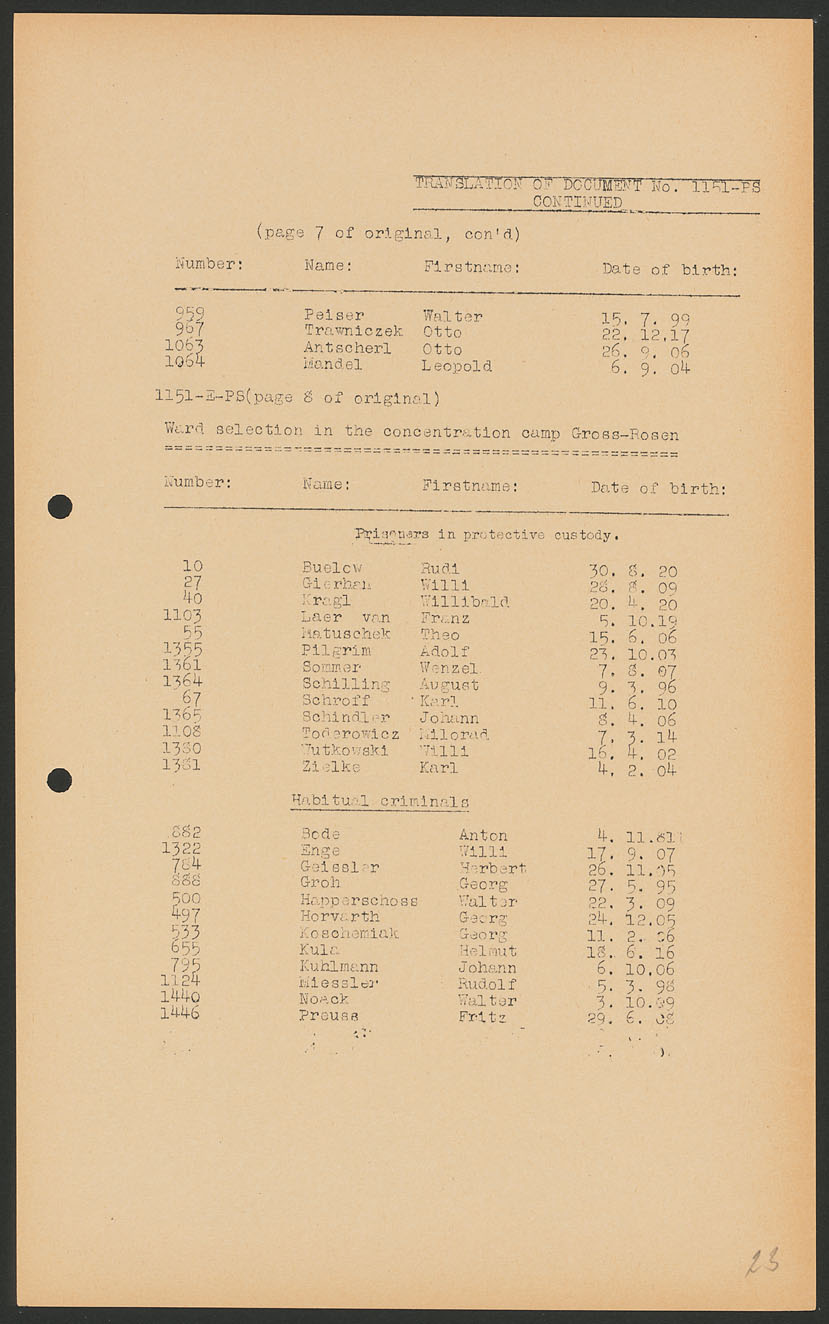 TRANSLATION OF DOCUMENT No. 1151-PS
CONTINUED
(page 7 of original, con'd)
Number: Name: Firstname: Date of birth:
959 Peiser Walter 15. 7. 99
967 Trawniczek Otto 22. 12.17
1063 Antscherl Otto 26. 9. 06
1064 Mandel Leopold 6. 9. 04
1151-E-PS(page 8 of original)
Ward selection in the concentration camp Gross-Rosen
Number: Name: Firstname: Date of birth:
Prisoners in protective custody.
10 Buelow Rudi 30. 8. 20
27 Gierhan Willi 28. 8. 09
40 Kragl Willibald 20. 4. 20
1103 Laer van Franz 5. 10.19
55 Matuschek Theo 15. 6. 06
1355 Pilgrim Adolf 23. 10.03
1361 Sommer Wenzel 7. 8. 07
1364 Schilling August 9. 3. 96
67 Schroff Karl 11. 6. 10
1365 Schindler Johann 8. 4. 06
1108 Toderowicz Milorad 7. 3. 14
1380 Wutkowski Willi 16. 4. 02
1381 Zielke Karl 4. 2. 04
Habitual criminals
882 Bode Anton 4. 11.81
1322 Enge Willi 17. 9. 07
784 Geissler Herbert 26. 11.05
888 Groh Georg 27. 5. 95
500 Happerschoss Walter 22. 3. 09
497 Horvarth Georg 24. 12.05
533 Koschemiak Georg 11. 2.
655 Kula Helmut 18. 6. 16
795 Kuhlmann Johann 6. 10.06
1124 Miessler Rudolf 5. 3. 98
1440 Noack Walter 3. 10.09
1446 Preuss Fritz 29. 6. 08
23